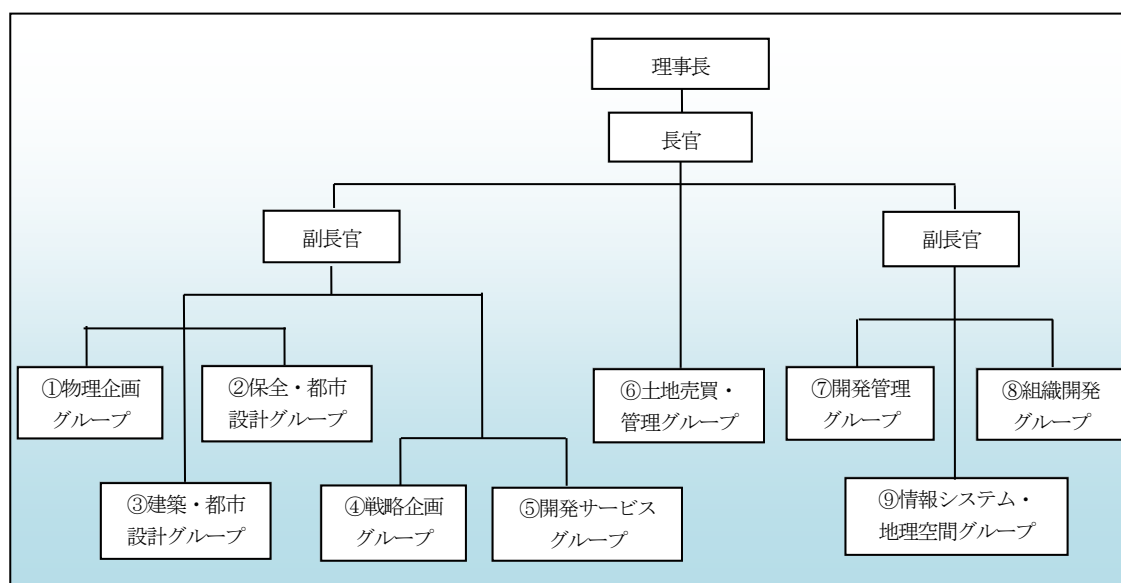 理事長
長官
副長官
副長官
①物理企画
グループ
②保全・都市
設計グループ
⑥土地売買・
管理グループ
⑦開発管理
グループ
⑧組織開発
グループ
③建築・都市
設計グループ
④戦略企画
グループ
⑤開発サービス
グループ
⑨情報システム・
地理空間グループ